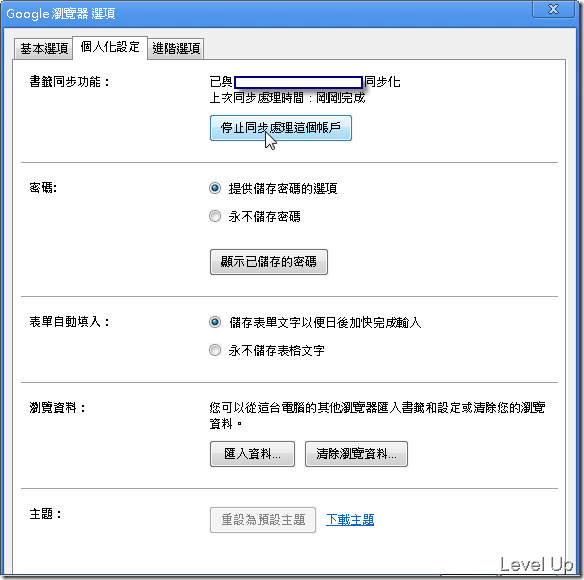 Google 瀏覽器 選項
基本選項 個人化設定 進階選項
書籤同步功能： 已與 同步化
上次同步處理時間：剛剛完成
停止同步處理這個帳戶
密碼: 提供儲存密碼的選項
永不儲存密碼
顯示已儲存的密碼
表單自動填入： 儲存表單文字以便日後加快完成輸入
永不儲存表格文字
瀏覽資料： 您可以從這台電腦的其他瀏覽器匯入書籤和設定或清除您的瀏覽
資料。
匯入資料... 清除瀏覽資料...
主題： 重設為預設主題 下載主題
Level Up